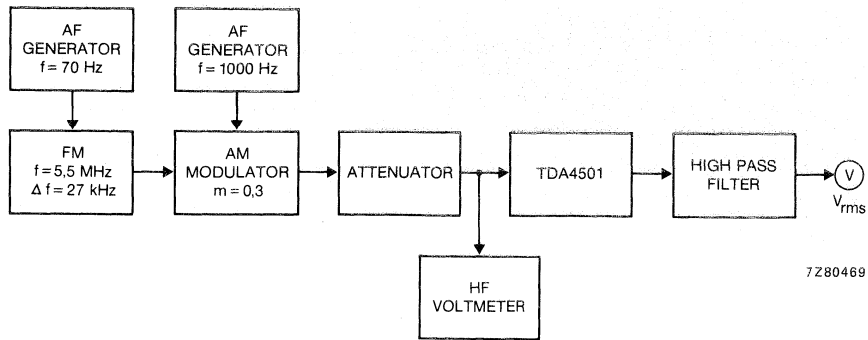 AF
GENERATOR
f = 70 Hz
AF
GENERATOR
f = 1000 Hz
FM
f = 5,5 MHz
Δ f = 27 kHz
AM
MODULATOR
m = 0,3
ATTENUATOR
TDA4501
HIGH PASS
FILTER
V
Vrms
HF
VOLTMETER
7Z80469